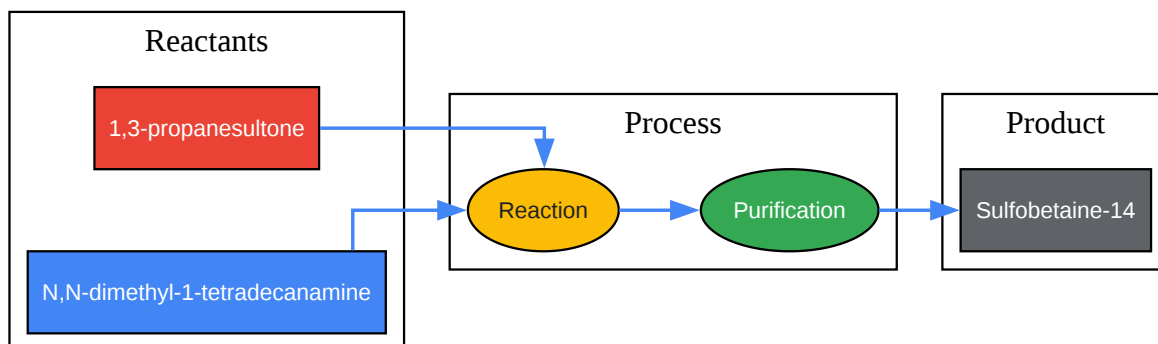 Reactants
1,3-propanesultone
N,N-dimethyl-1-tetradecanamine
Process
Reaction
Purification
Product
Sulfobetaine-14